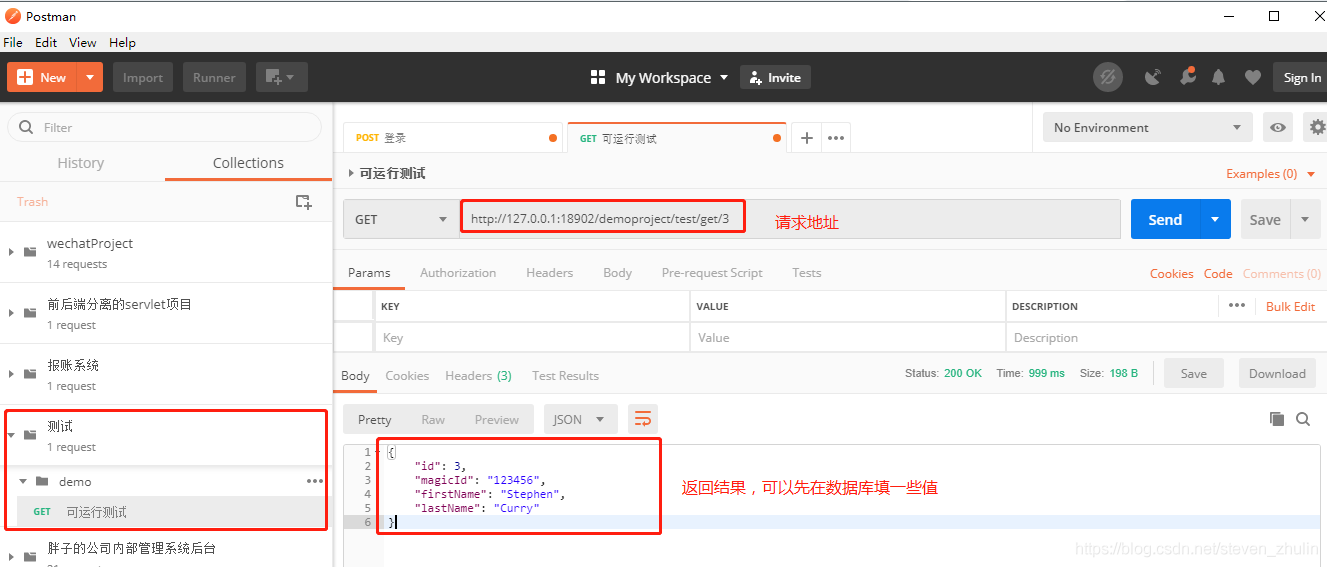 Postman
File Edit View Help
New Import Runner My Workspace Invite Sign In
Filter
History Collections
Trash
wechatProject
14 requests
前后端分离的servlet项目
1 request
报账系统
1 request
测试
1 request
demo
GET 可运行测试
胖子的公司内部管理系统后台
POST 登录 GET 可运行测试 No Environment
可运行测试 Examples (0)
GET http://127.0.0.1:18902/demoproject/test/get/3 请求地址 Send Save
Params Authorization Headers Body Pre-request Script Tests Cookies Code Comments (0)
KEY VALUE DESCRIPTION Bulk Edit
Key Value Description
Body Cookies Headers (3) Test Results Status: 200 OK Time: 999 ms Size: 198 B Save Download
Pretty Raw Preview JSON
1 {
2 "id": 3,
3 "magicId": "123456",
4 "firstName": "Stephen",
5 "lastName": "Curry"
6 }
返回结果，可以先在数据库填一些值
https://blog.csdn.net/steven_zhulin